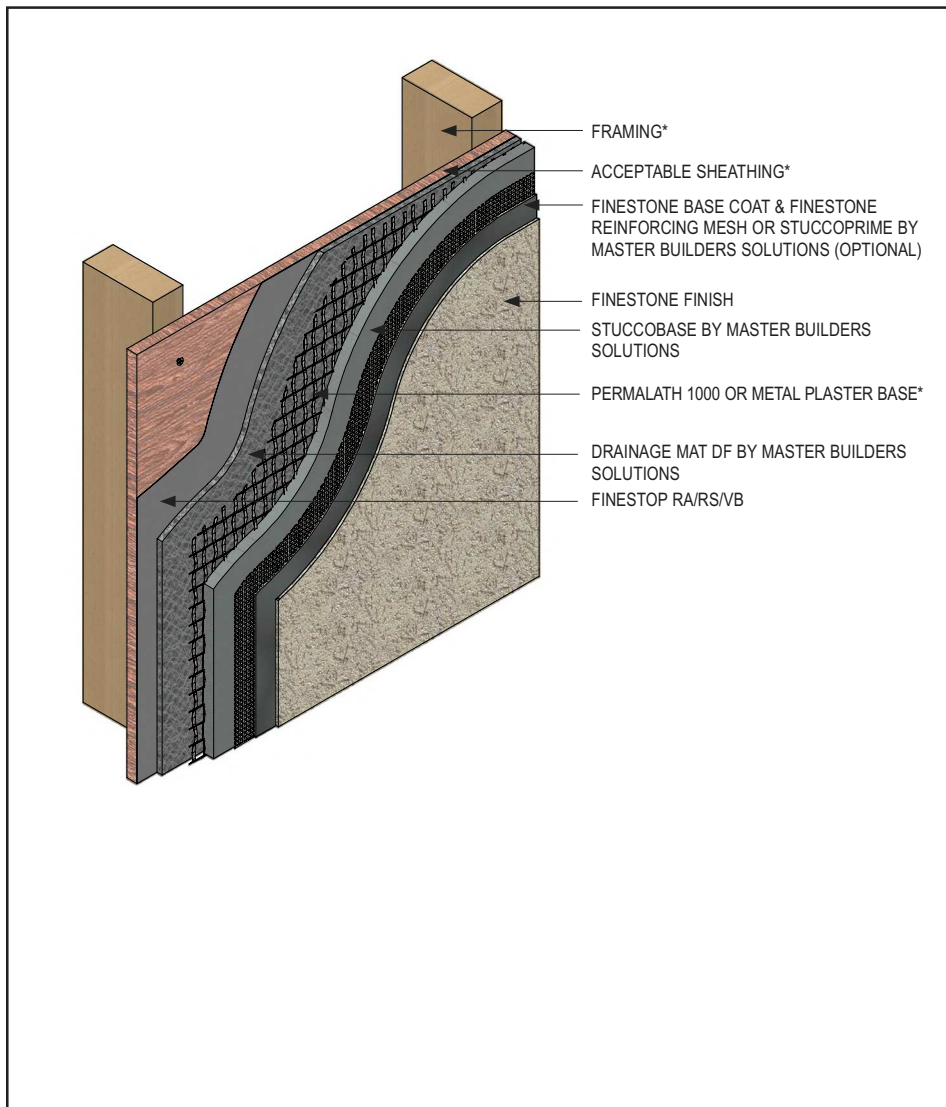 FRAMING*
ACCEPTABLE SHEATHING*
FINESTONE BASE COAT & FINESTONE
REINFORCING MESH OR STUCCOPRIME BY
MASTER BUILDERS SOLUTIONS (OPTIONAL)
FINESTONE FINISH
STUCCOBASE BY MASTER BUILDERS
SOLUTIONS
PERMALATH 1000 OR METAL PLASTER BASE*
DRAINAGE MAT DF BY MASTER BUILDERS
SOLUTIONS
FINESTOP RA/RS/VB